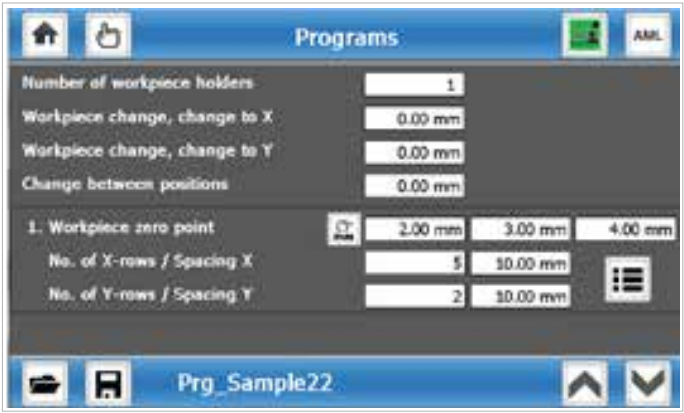 Programs AML
Number of workpiece holders 1
Workpiece change, change to X 0.00 mm
Workpiece change, change to Y 0.00 mm
Change between positions 0.00 mm
1. Workpiece zero point 2.00 mm 3.00 mm 4.00 mm
No. of X-rows / Spacing X 5 10.00 mm
No. of Y-rows / Spacing Y 2 10.00 mm
Prg_Sample22